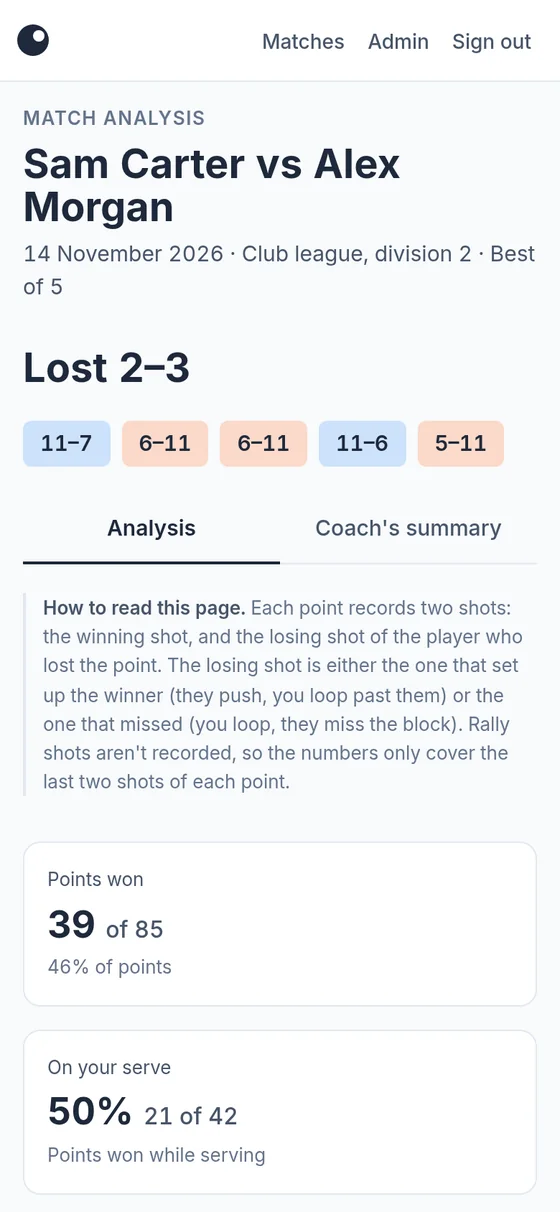 Matches Admin Sign out
MATCH ANALYSIS
Sam Carter vs Alex
Morgan
14 November 2026 · Club league, division 2 · Best
of 5
Lost 2–3
11–7 6–11 6–11 11–6 5–11
Analysis Coach's summary
How to read this page. Each point records two shots:
the winning shot, and the losing shot of the player who
lost the point. The losing shot is either the one that set
up the winner (they push, you loop past them) or the
one that missed (you loop, they miss the block). Rally
shots aren't recorded, so the numbers only cover the
last two shots of each point.
Points won
39 of 85
46% of points
On your serve
50% 21 of 42
Points won while serving